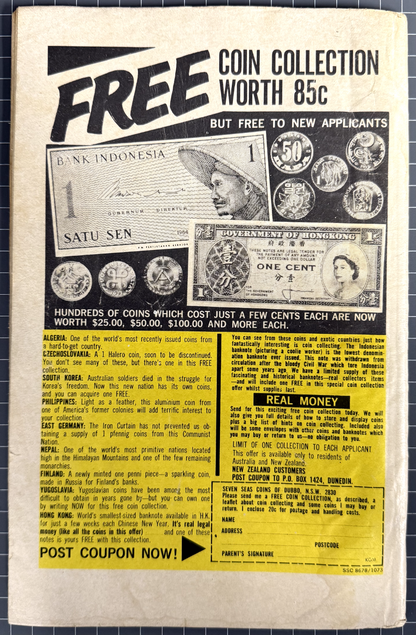 FREE COIN COLLECTION
WORTH 85c
BUT FREE TO NEW APPLICANTS
BANK INDONESIA
1
1
GUBERNUR DIREKTUR
SATU SEN
1964
50
GOVERNMENT OF HONGKONG
THESE NOTES ARE LEGAL TENDER
FOR THE PAYMENT OF ANY
AMOUNT NOT EXCEEDING ONE DOLLAR
ONE CENT
HUNDREDS OF COINS WHICH COST JUST A FEW CENTS EACH ARE NOW
WORTH $25.00, $50.00, $100.00 AND MORE EACH.
ALGERIA: One of the world's most recently issued coins from
a hard-to-get country.
CZECHOSLOVAKIA: A 1 Halero coin, soon to be discontinued.
You don't see many of these, but there's one in this FREE
collection.
SOUTH KOREA: Australian soldiers died in the struggle for
Korea's freedom. Now this new nation has its own coins,
and you can acquire one FREE.
PHILIPPINES: Light as a feather, this aluminium coin from
one of America's former colonies will add terrific interest to
your collection.
EAST GERMANY: The Iron Curtain has not prevented us ob-
taining a supply of 1 pfennig coins from this Communist
Nation.
NEPAL: One of the world's most primitive nations located
high in the Himalayan Mountains and one of the few remaining
monarchies.
FINLAND: A newly minted one penni piece—a sparkling coin,
made in Russia for Finland's banks.
YUGOSLAVIA: Yugoslavian coins have been among the most
difficult to obtain in years gone by—but you can own one
by writing NOW for this free coin collection.
HONG KONG: World's smallest-sized banknote available in H.K.
for just a few weeks each Chinese New Year. It's real legal
money (like all the coins in this offer) and one of these
notes is yours FREE with this collection.
POST COUPON NOW!
You can see from these coins and exotic countries just how
fantastically interesting is coin collecting. The Indonesian
banknote (picturing a coolie worker) is the lowest denomin-
ation banknote ever issued. This note was withdrawn from
circulation after the bloody Civil War which tore Indonesia
apart some years ago. We have a limited supply of these
fascinating and historical banknotes—real collectors items
—and will include one FREE in this special coin collection
offer whilst supplies last.
REAL MONEY
Send for this exciting free coin collecting today. We will
also give you full details of how to store and display coins
plus a big list of hints on coin collecting. Included also
will be some envelopes with other coins and banknotes which
you may buy or return to us—no obligation to you.
LIMIT OF ONE COLLECTION TO EACH APPLICANT
This offer is available only to residents of
Australia and New Zealand.
NEW ZEALAND CUSTOMERS
POST COUPON TO P.O. BOX 1424, DUNEDIN.
SEVEN SEAS COINS OF DUBBO, N.S.W. 2830
Please send me a FREE COIN COLLECTION, as described, a
leaflet about coin collecting and some coins I may buy or
return. I enclose 20c for postage and handling costs.
NAME
ADDRESS
POSTCODE
PARENT'S SIGNATURE